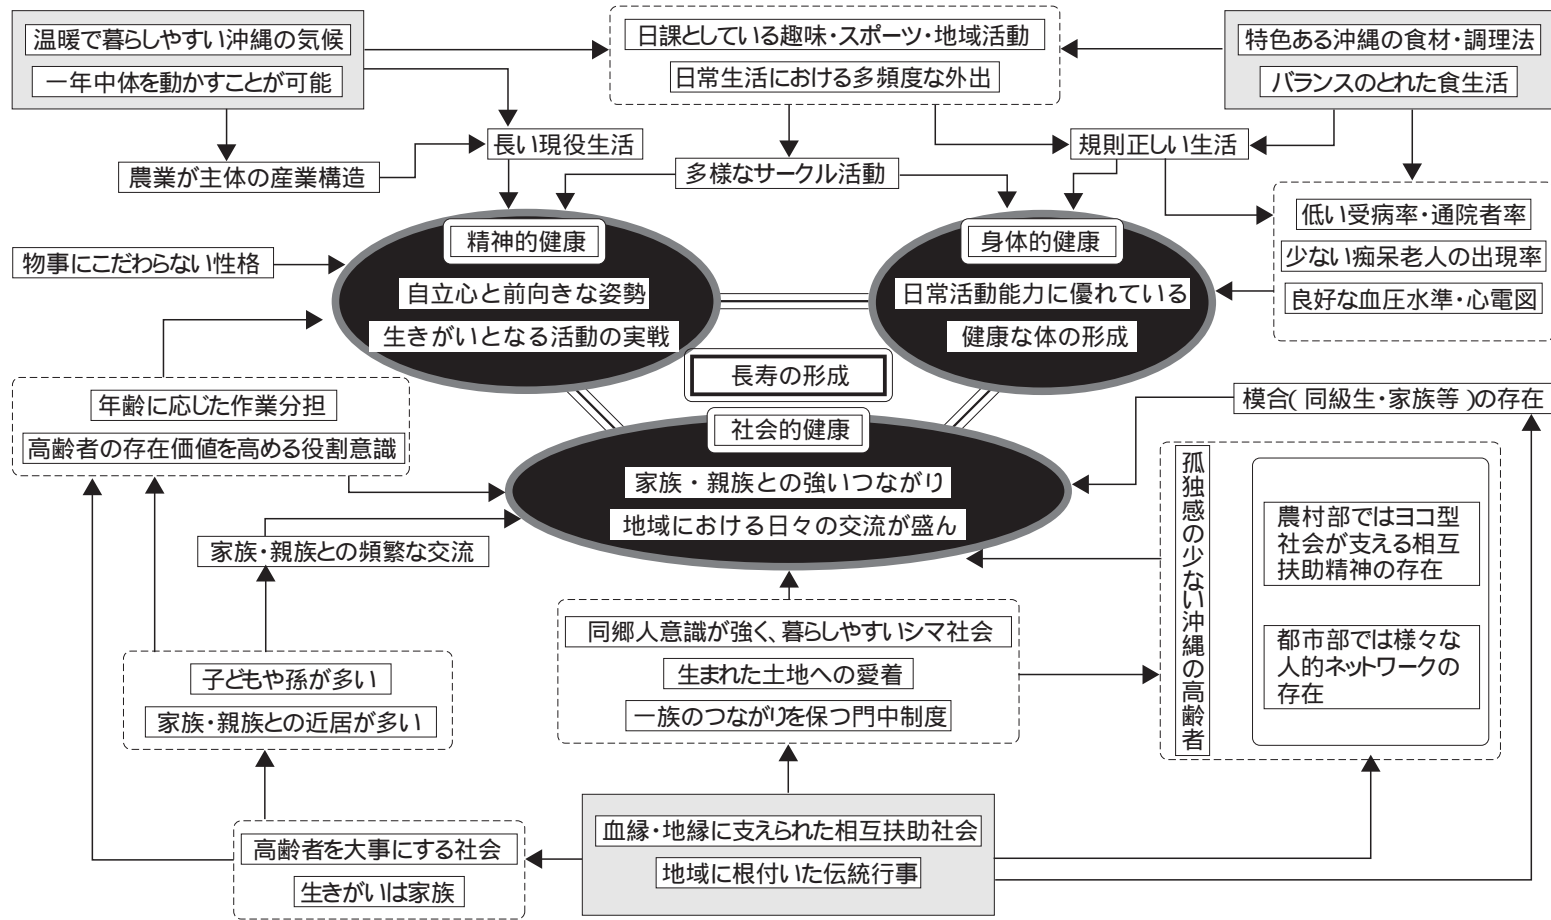 温暖で暮らしやすい沖縄の気候
一年中体を動かすことが可能
日課としている趣味・スポーツ・地域活動
日常生活における多頻度な外出
特色ある沖縄の食材・調理法
バランスのとれた食生活
農業が主体の産業構造
長い現役生活
多様なサークル活動
規則正しい生活
低い受病率・通院者率
少ない痴呆老人の出現率
良好な血圧水準・心電図
物事にこだわらない性格
精神的健康
自立心と前向きな姿勢
生きがいとなる活動の実戦
身体的健康
日常活動能力に優れている
健康な体の形成
長寿の形成
年齢に応じた作業分担
高齢者の存在価値を高める役割意識
社会的健康
家族・親族との強いつながり
地域における日々の交流が盛ん
模合(同級生・家族等)の存在
家族・親族との頻繁な交流
孤独感の少ない沖縄の高齢者
農村部ではヨコ型
社会が支える相互
扶助精神の存在
都市部では様々な
人的ネットワークの
存在
同郷人意識が強く、暮らしやすいシマ社会
生まれた土地への愛着
一族のつながりを保つ門中制度
子どもや孫が多い
家族・親族との近居が多い
高齢者を大事にする社会
生きがいは家族
血縁・地縁に支えられた相互扶助社会
地域に根付いた伝統行事